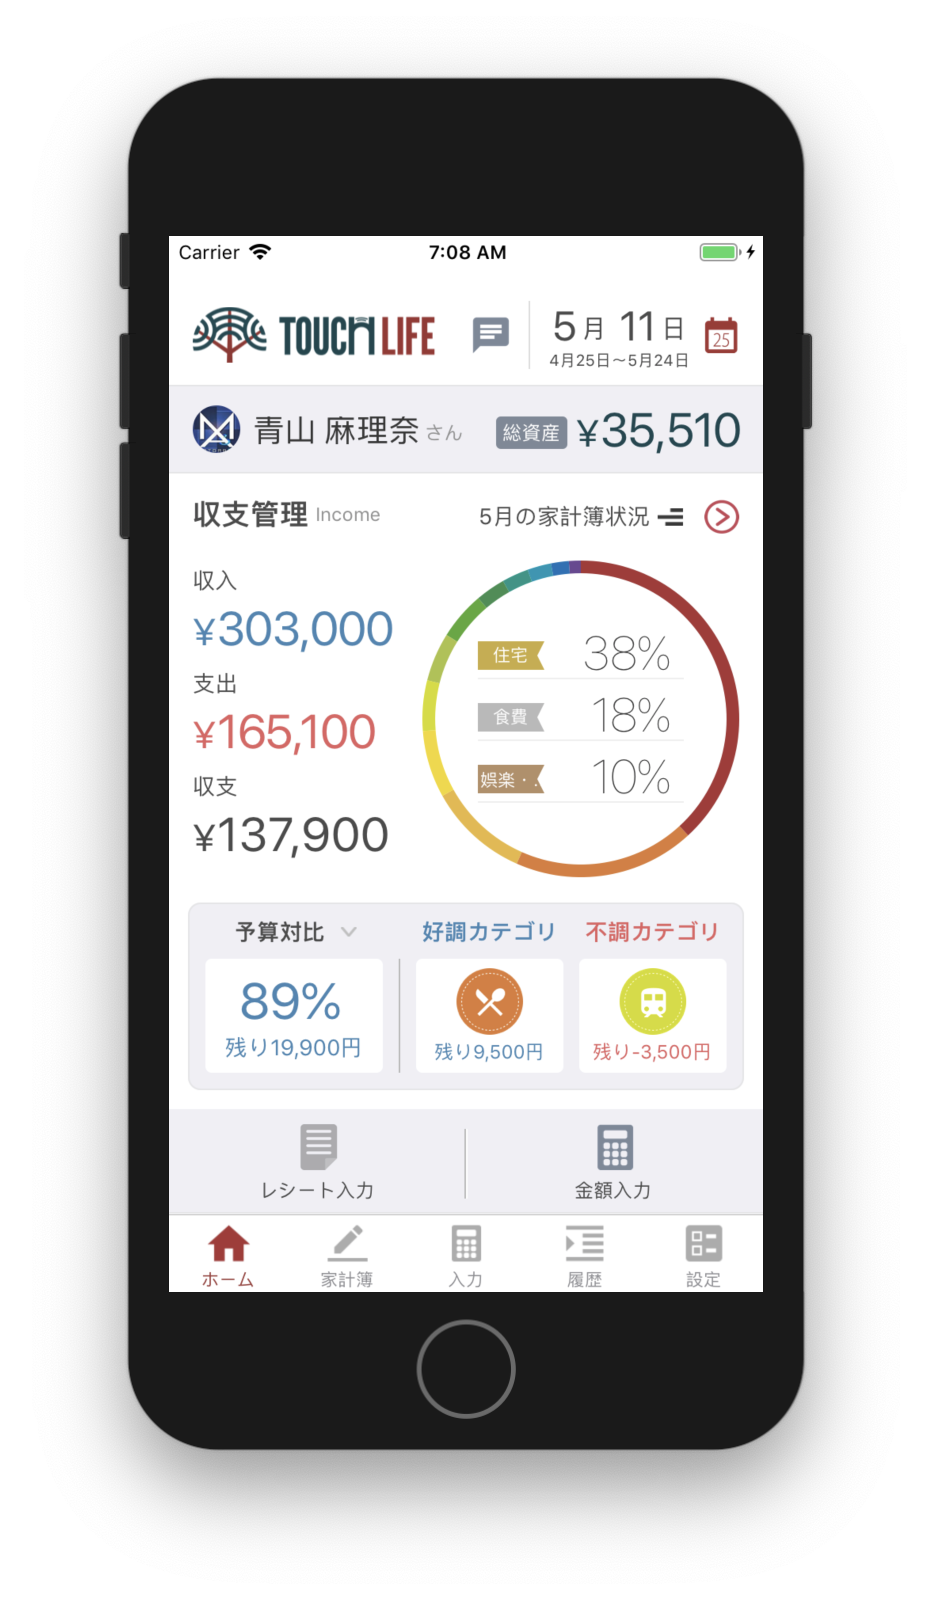 Carrier 7:08 AM
TOUCH LIFE
5月 11日
4月25日～5月24日
25
青山 麻理奈さん 総資産 ¥35,510
収支管理 Income 5月の家計簿状況
収入
¥303,000
支出
¥165,100
収支
¥137,900
住宅 38%
食費 18%
娯楽・.. 10%
予算対比 好調カテゴリ 不調カテゴリ
89%
残り19,900円 残り9,500円 残り-3,500円
レシート入力 金額入力
ホーム 家計簿 入力 履歴 設定